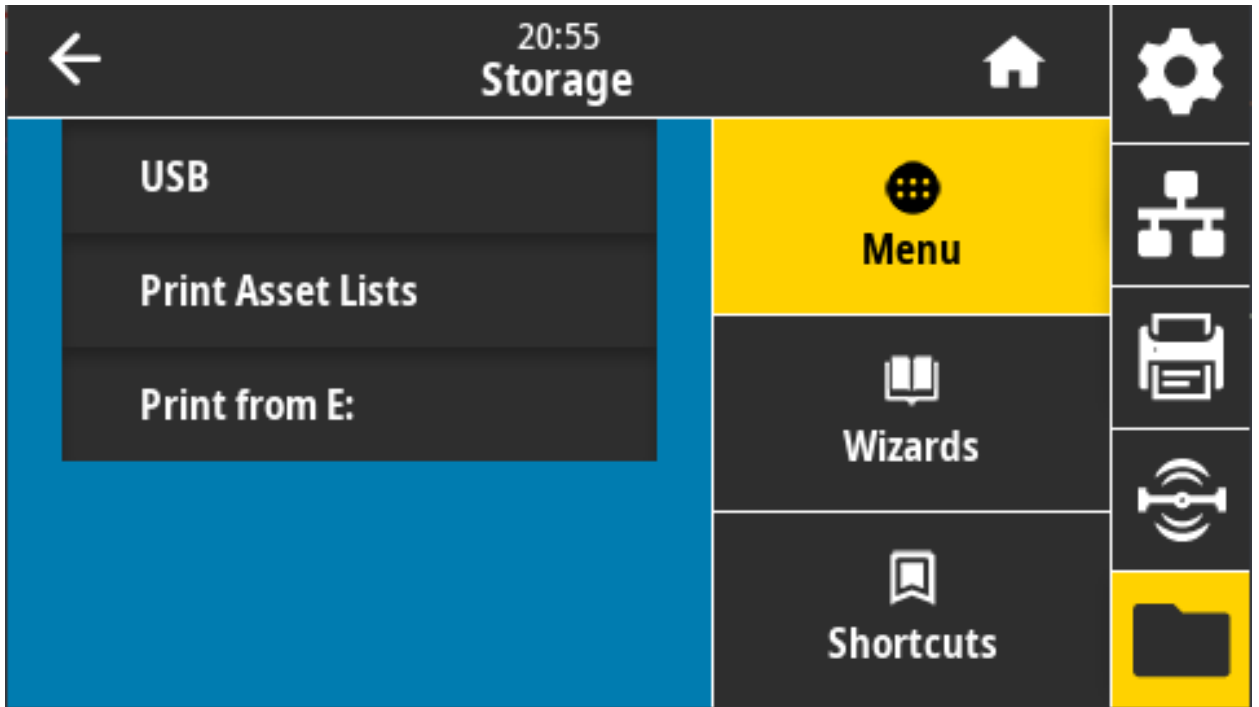 20:55
Storage
USB
Print Asset Lists
Print from E:
Menu
Wizards
Shortcuts